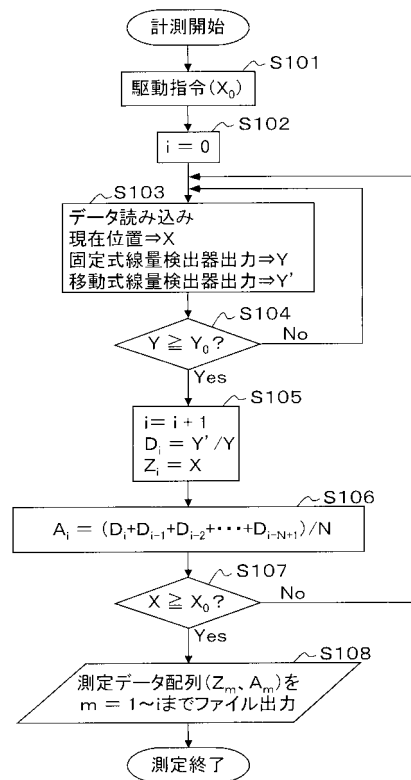 計測開始
S101
駆動指令(X₀)
S102
i = 0
S103
データ読み込み
現在位置⇒X
固定式線量検出器出力⇒Y
移動式線量検出器出力⇒Y'
S104
Y ≧ Y₀?
No
Yes
S105
i= i + 1
Dᵢ = Y'/Y
Zᵢ = X
S106
Aᵢ = (Dᵢ+Dᵢ₋₁+Dᵢ₋₂+・・・+Dᵢ₋N₊₁)/N
S107
X ≧ X₀?
No
Yes
S108
測定データ配列(Zₘ、Aₘ)を
m = 1~iまでファイル出力
測定終了